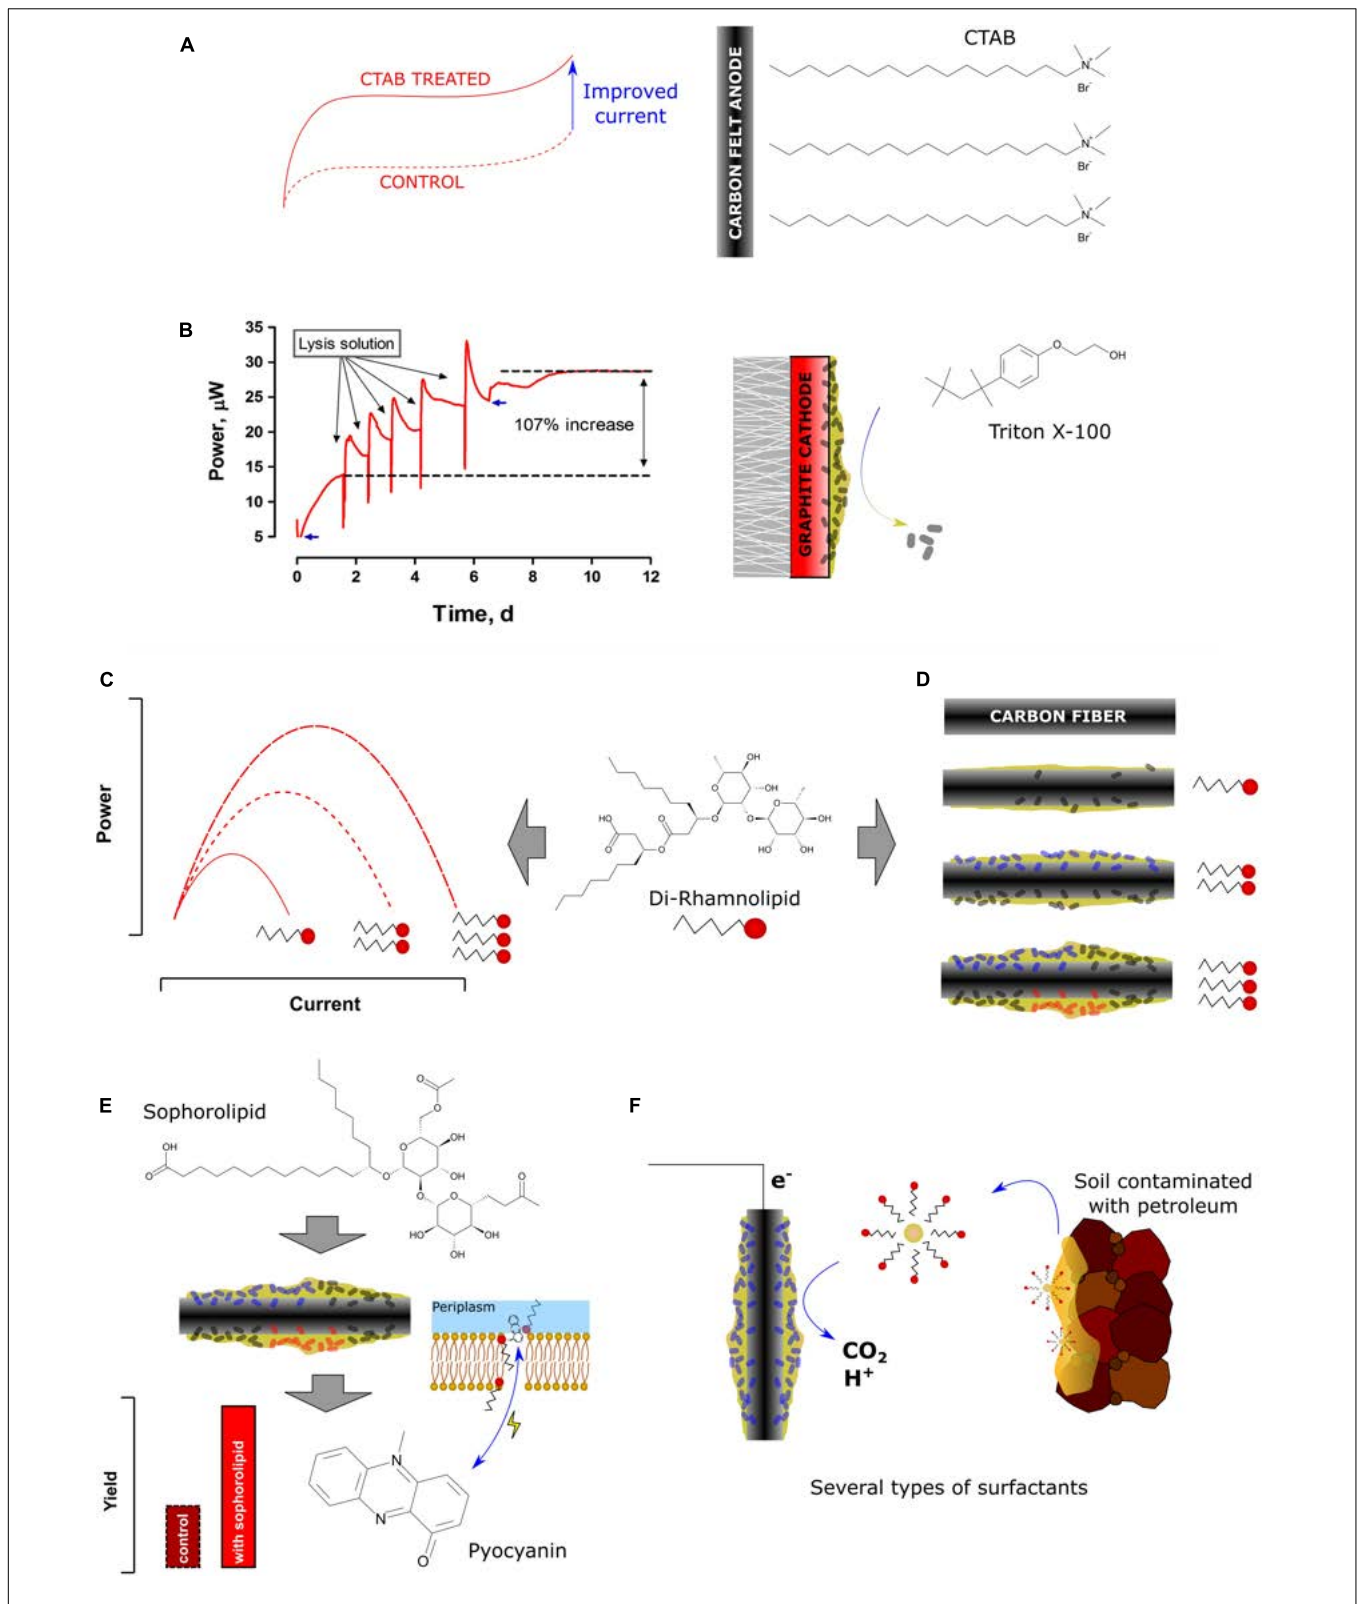 A
CTAB TREATED
CONTROL
Improved
current
CARBON FELT ANODE
CTAB
N+
Br-
N+
Br-
N+
Br-
B
Power, μW
35
30
25
20
15
10
5
Lysis solution
107% increase
0 2 4 6 8 10 12
Time, d
GRAPHITE CATHODE
O
OH
Triton X-100
C
Power
Current
OH
O
OH
HO
O
O
O
O
O
O
OH
OH
HO
OH
Di-Rhamnolipid
D
CARBON FIBER
E
Sophorolipid
OH
O
O
O
O
OH
O
OH
O
O
O
HO
OH
OH
Periplasm
Yield
control
with sophorolipid
N
N
O
Pyocyanin
F
e-
CO2
H+
Soil contaminated
with petroleum
Several types of surfactants